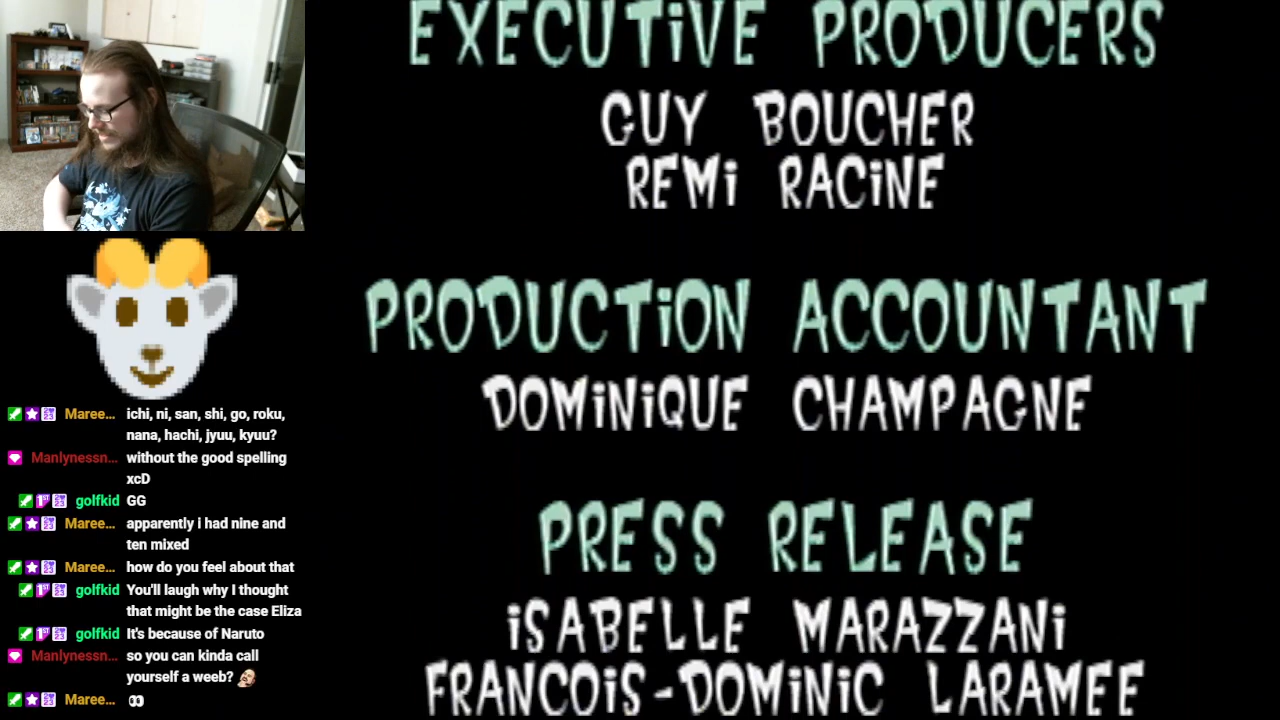 EXECUTiVE PRODUCERS
GUY BOUCHER
REMi RACiNE
PRODUCTiON ACCOUNTANT
DOMiNiQUE CHAMPAGNE
PRESS RELEASE
iSABELLE MARAZZANi
FRANCOiS-DOMiNiC LARAMEE
Maree... ichi, ni, san, shi, go, roku,
nana, hachi, jyuu, kyuu?
Manlynessn... without the good spelling
xcD
golfkid GG
Maree... apparently i had nine and
ten mixed
Maree... how do you feel about that
golfkid You'll laugh why I thought
that might be the case Eliza
golfkid It's because of Naruto
Manlynessn... so you can kinda call
yourself a weeb?
Maree...